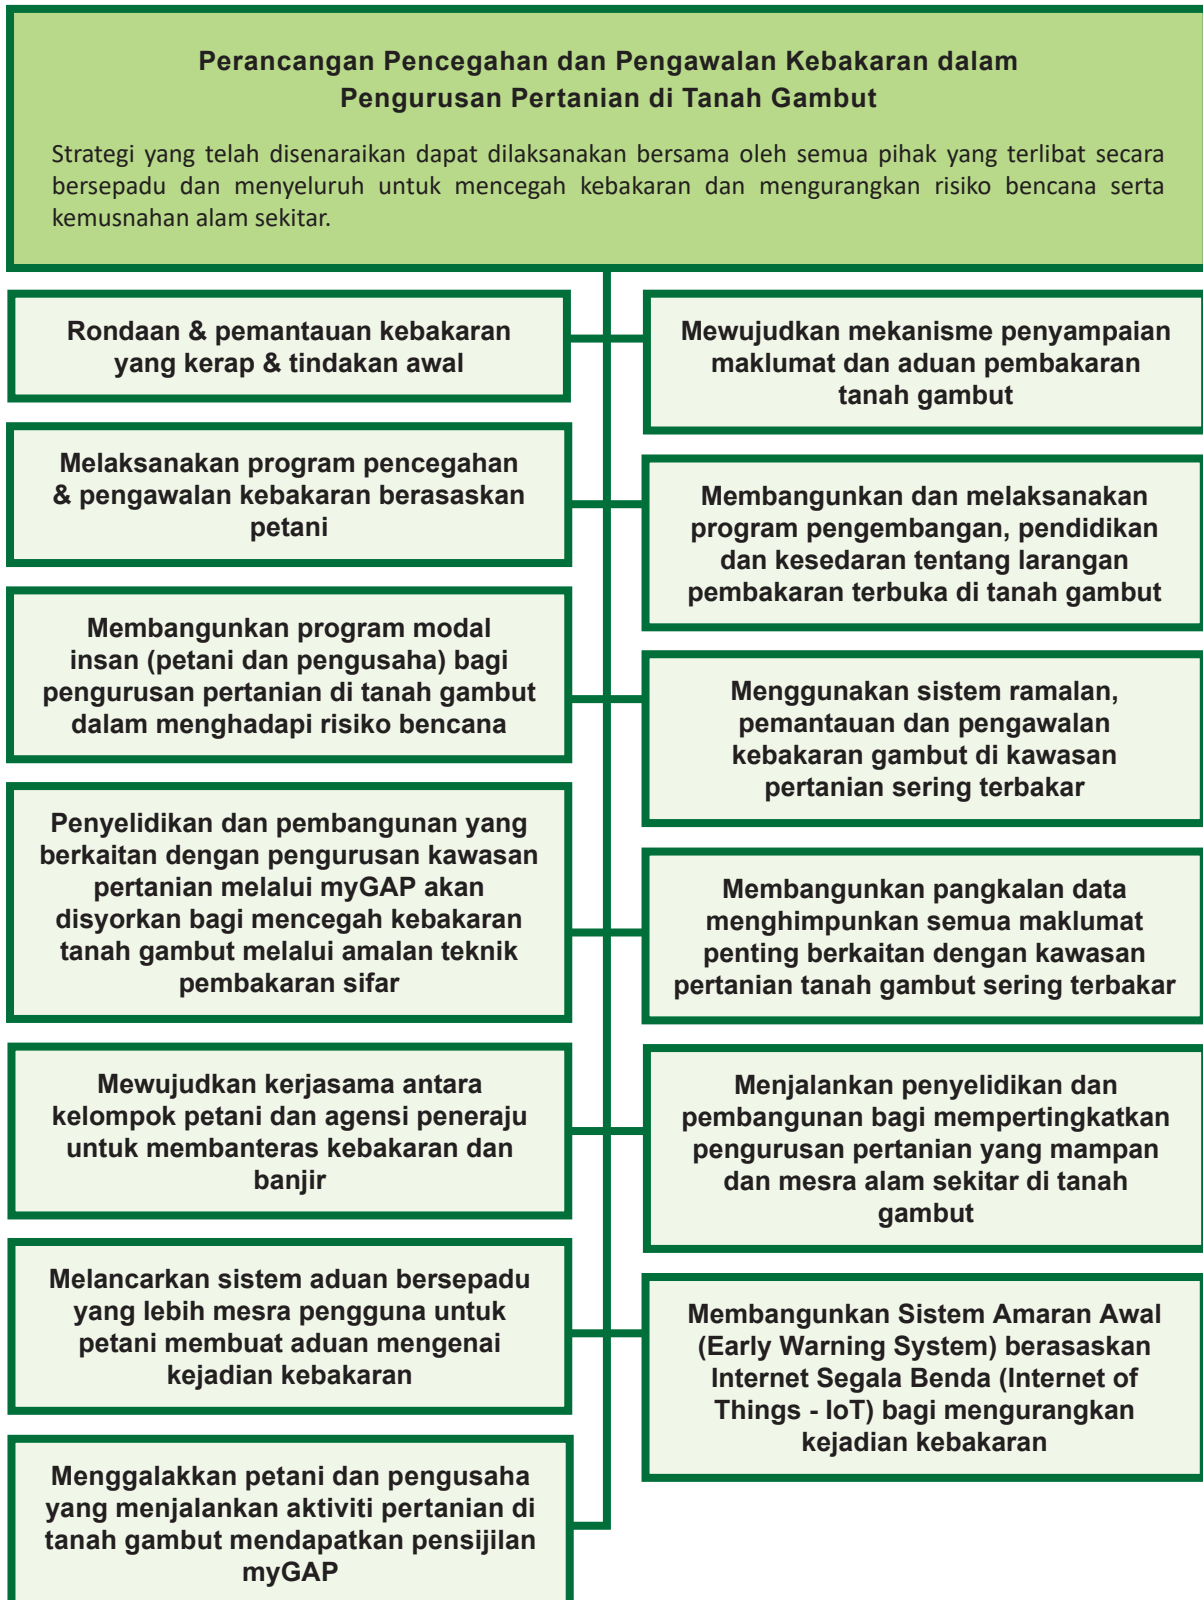 Perancangan Pencegahan dan Pengawalan Kebakaran dalam
Pengurusan Pertanian di Tanah Gambut
Strategi yang telah disenaraikan dapat dilaksanakan bersama oleh semua pihak yang terlibat secara
bersepadu dan menyeluruh untuk mencegah kebakaran dan mengurangkan risiko bencana serta
kemusnahan alam sekitar.
Rondaan & pemantauan kebakaran
yang kerap & tindakan awal
Mewujudkan mekanisme penyampaian
maklumat dan aduan pembakaran
tanah gambut
Melaksanakan program pencegahan
& pengawalan kebakaran berasaskan
petani
Membangunkan dan melaksanakan
program pengembangan, pendidikan
dan kesedaran tentang larangan
pembakaran terbuka di tanah gambut
Membangunkan program modal
insan (petani dan pengusaha) bagi
pengurusan pertanian di tanah gambut
dalam menghadapi risiko bencana
Menggunakan sistem ramalan,
pemantauan dan pengawalan
kebakaran gambut di kawasan
pertanian sering terbakar
Penyelidikan dan pembangunan yang
berkaitan dengan pengurusan kawasan
pertanian melalui myGAP akan
disyorkan bagi mencegah kebakaran
tanah gambut melalui amalan teknik
pembakaran sifar
Membangunkan pangkalan data
menghimpunkan semua maklumat
penting berkaitan dengan kawasan
pertanian tanah gambut sering terbakar
Mewujudkan kerjasama antara
kelompok petani dan agensi peneraju
untuk membanteras kebakaran dan
banjir
Menjalankan penyelidikan dan
pembangunan bagi mempertingkatkan
pengurusan pertanian yang mampan
dan mesra alam sekitar di tanah
gambut
Melancarkan sistem aduan bersepadu
yang lebih mesra pengguna untuk
petani membuat aduan mengenai
kejadian kebakaran
Membangunkan Sistem Amaran Awal
(Early Warning System) berasaskan
Internet Segala Benda (Internet of
Things - IoT) bagi mengurangkan
kejadian kebakaran
Menggalakkan petani dan pengusaha
yang menjalankan aktiviti pertanian di
tanah gambut mendapatkan pensijilan
myGAP